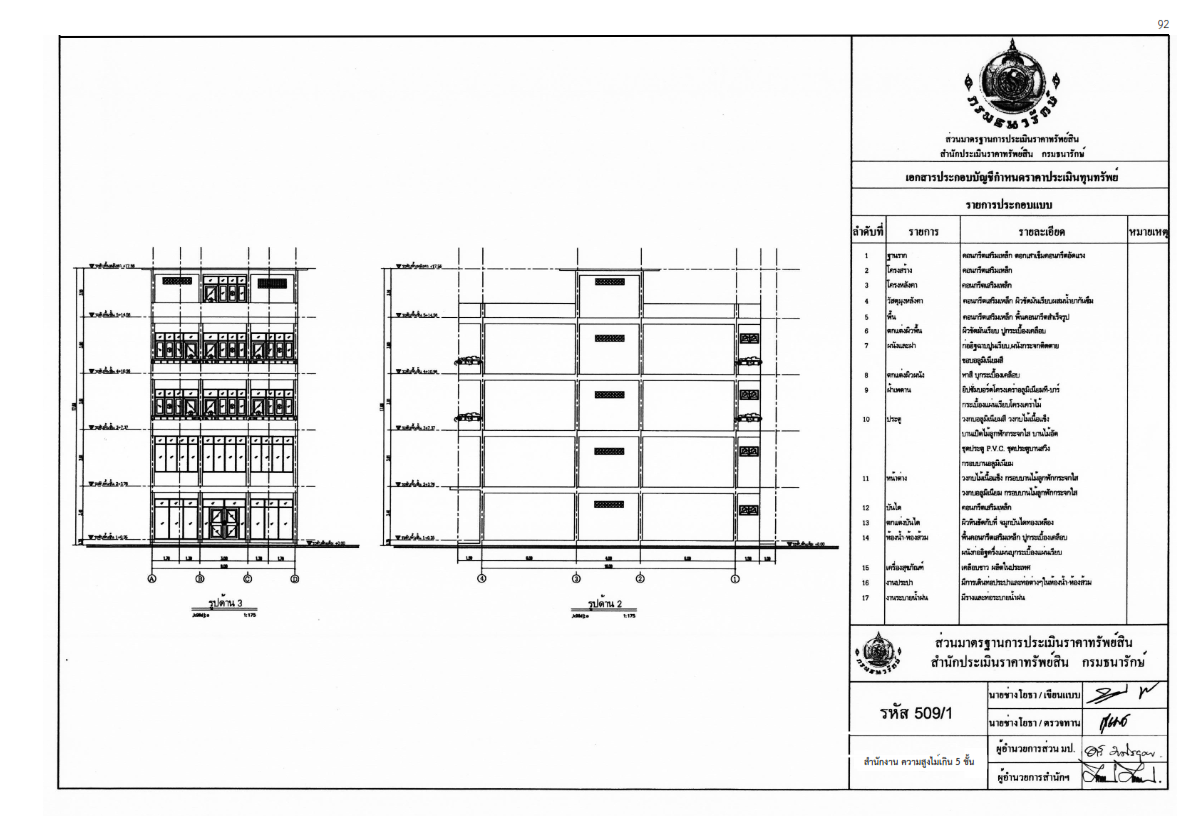 92
กรมธนารักษ์
ส่วนมาตรฐานการประเมินราคาทรัพย์สิน
สำนักประเมินราคาทรัพย์สิน กรมธนารักษ์
เอกสารประกอบบัญชีกำหนดราคาประเมินทุนทรัพย์
รายการประกอบแบบ
ลำดับที่ รายการ รายละเอียด หมายเหตุ
1 ฐานราก คอนกรีตเสริมเหล็ก ตอกเสาเข็มคอนกรีตอัดแรง
2 โครงสร้าง คอนกรีตเสริมเหล็ก
3 โครงหลังคา คอนกรีตเสริมเหล็ก
4 วัสดุมุงหลังคา คอนกรีตเสริมเหล็ก ผิวขัดมันเรียบผสมน้ำยากันซึม
5 พื้น คอนกรีตเสริมเหล็ก พื้นคอนกรีตสำเร็จรูป
6 ตกแต่งผิวพื้น ผิวขัดมันเรียบ ปูกระเบื้องเคลือบ
7 ผนังและฝา ก่ออิฐฉาบปูนเรียบ,ผนังกระจกติดตาย
ขอบอลูมิเนียมสี
8 ตกแต่งผิวผนัง ทาสี บุกระเบื้องเคลือบ
9 ฝ้าเพดาน ยิปซั่มบอร์ดโครงเคร่าอลูมิเนียมที-บาร์
กระเบื้องแผ่นเรียบโครงเคร่าไม้
10 ประตู วงกบอลูมิเนียมสี วงกบไม้เนื้อแข็ง
บานเปิดไม้ลูกฟักกระจกใส บานไม้อัด
ชุดประตู P.V.C. ชุดประตูบานสวิง
กรอบบานอลูมิเนียม
11 หน้าต่าง วงกบไม้เนื้อแข็ง กรอบบานไม้ลูกฟักกระจกใส
วงกบอลูมิเนียม กรอบบานไม้ลูกฟักกระจกใส
12 บันได คอนกรีตเสริมเหล็ก
13 ตกแต่งบันได ผิวหินขัดกับที่ จมูกบันไดทองเหลือง
14 ห้องน้ำ-ห้องส้วม พื้นคอนกรีตเสริมเหล็ก ปูกระเบื้องเคลือบ
ผนังก่ออิฐครึ่งแผ่นบุกระเบื้องแผ่นเรียบ
15 เครื่องสุขภัณฑ์ เคลือบขาว ผลิตในประเทศ
16 งานประปา มีการเดินท่อประปาและท่อต่างๆในห้องน้ำ-ห้องส้วม
17 งานระบายน้ำฝน มีรางและท่อระบายน้ำฝน
A B C D
รูปด้าน 3
1:175
4 3 2 1
รูปด้าน 2
1:175
กรมธนารักษ์
ส่วนมาตรฐานการประเมินราคาทรัพย์สิน
สำนักประเมินราคาทรัพย์สิน กรมธนารักษ์
รหัส 509/1
นายช่างโยธา / เขียนแบบ
นายช่างโยธา / ตรวจทาน
สำนักงาน ความสูงไม่เกิน 5 ชั้น
ผู้อำนวยการส่วน มป.
ผู้อำนวยการสำนักฯ